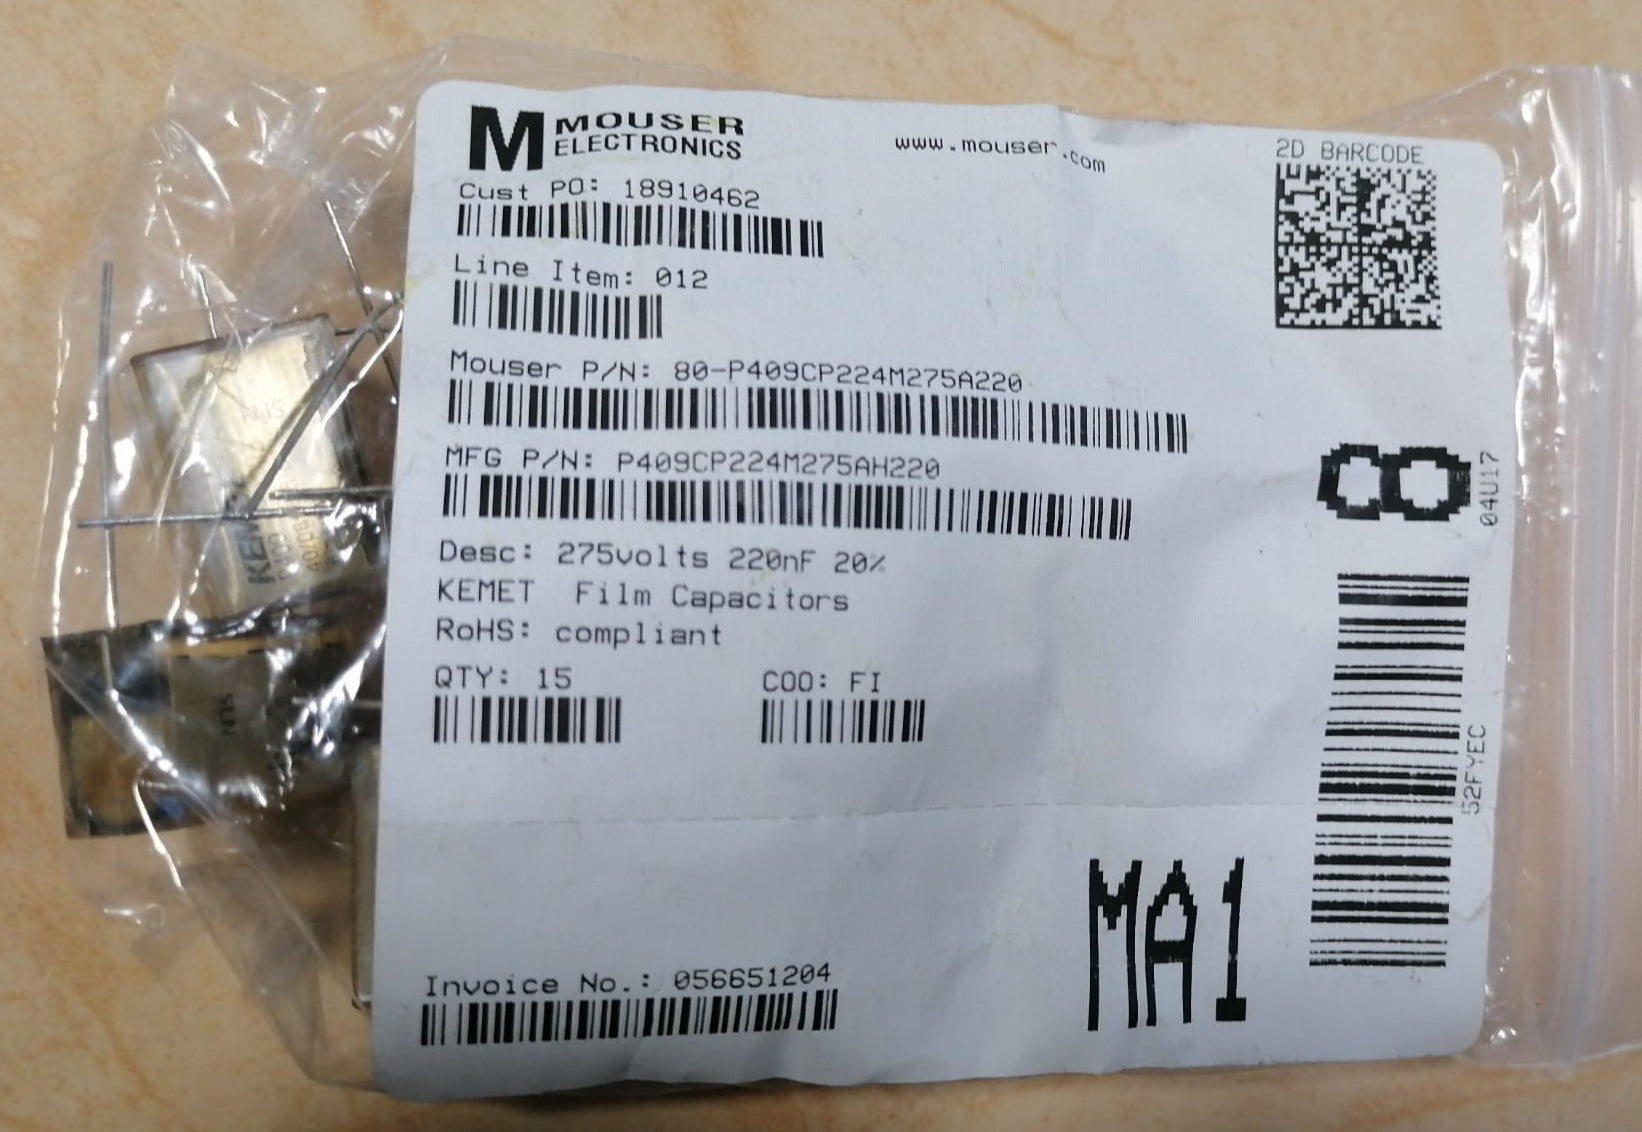 MOUSER
ELECTRONICS
www.mouser.com
2D BARCODE
Cust PO: 18910462
Line Item: 012
Mouser P/N: 80-P409CP224M275A220
MFG P/N: P409CP224M275AH220
Desc: 275volts 220nF 20%
KEMET Film Capacitors
RoHS: compliant
QTY: 15
COO: FI
Invoice No.: 056651204
MA1
8
04U17
52FYEC